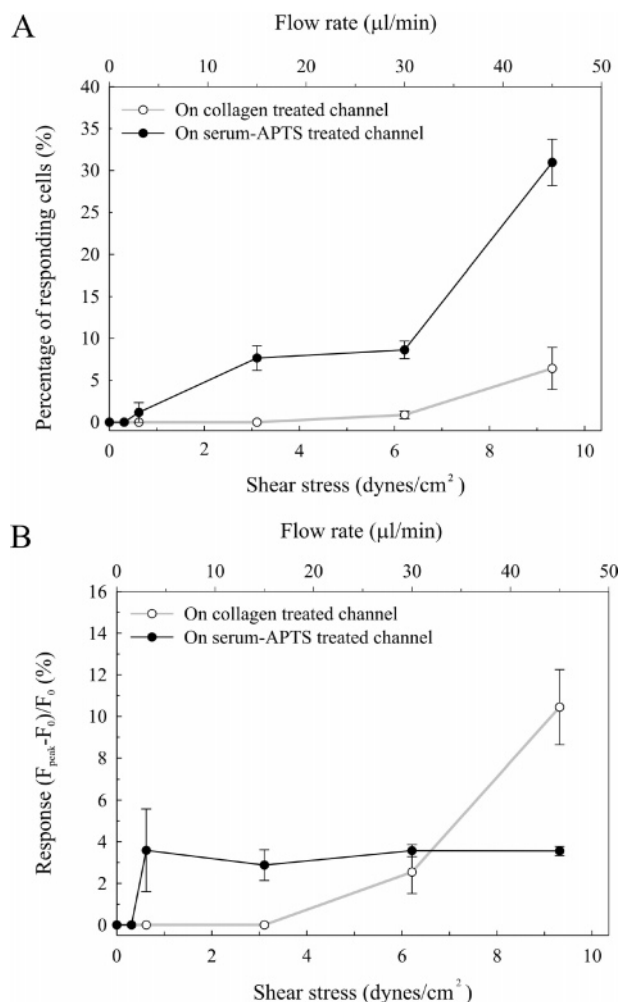 A
Flow rate (μl/min)
0 10 20 30 40 50
40
35
30
25
20
15
10
5
0
Percentage of responding cells (%)
On collagen treated channel
On serum-APTS treated channel
0 2 4 6 8 10
Shear stress (dynes/cm²)
B
Flow rate (μl/min)
0 10 20 30 40 50
16
14
12
10
8
6
4
2
0
Response (Fpeak-F0)/F0 (%)
On collagen treated channel
On serum-APTS treated channel
0 2 4 6 8 10
Shear stress (dynes/cm²)